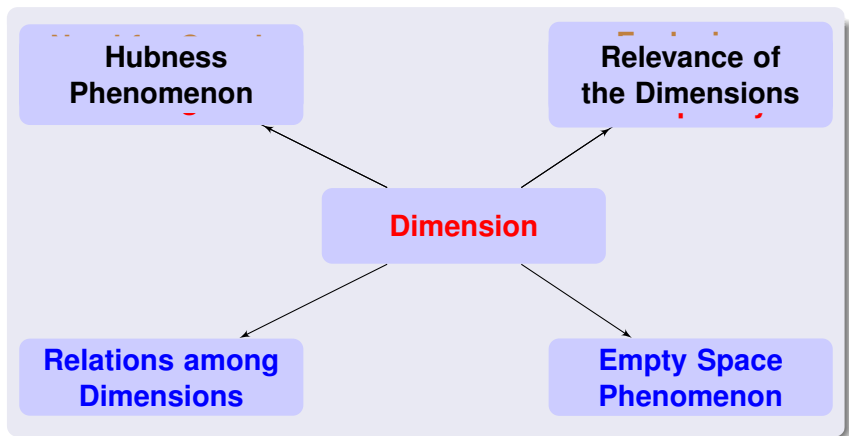 Hubness
Phenomenon
Relevance of
the Dimensions
Dimension
Relations among
Dimensions
Empty Space
Phenomenon